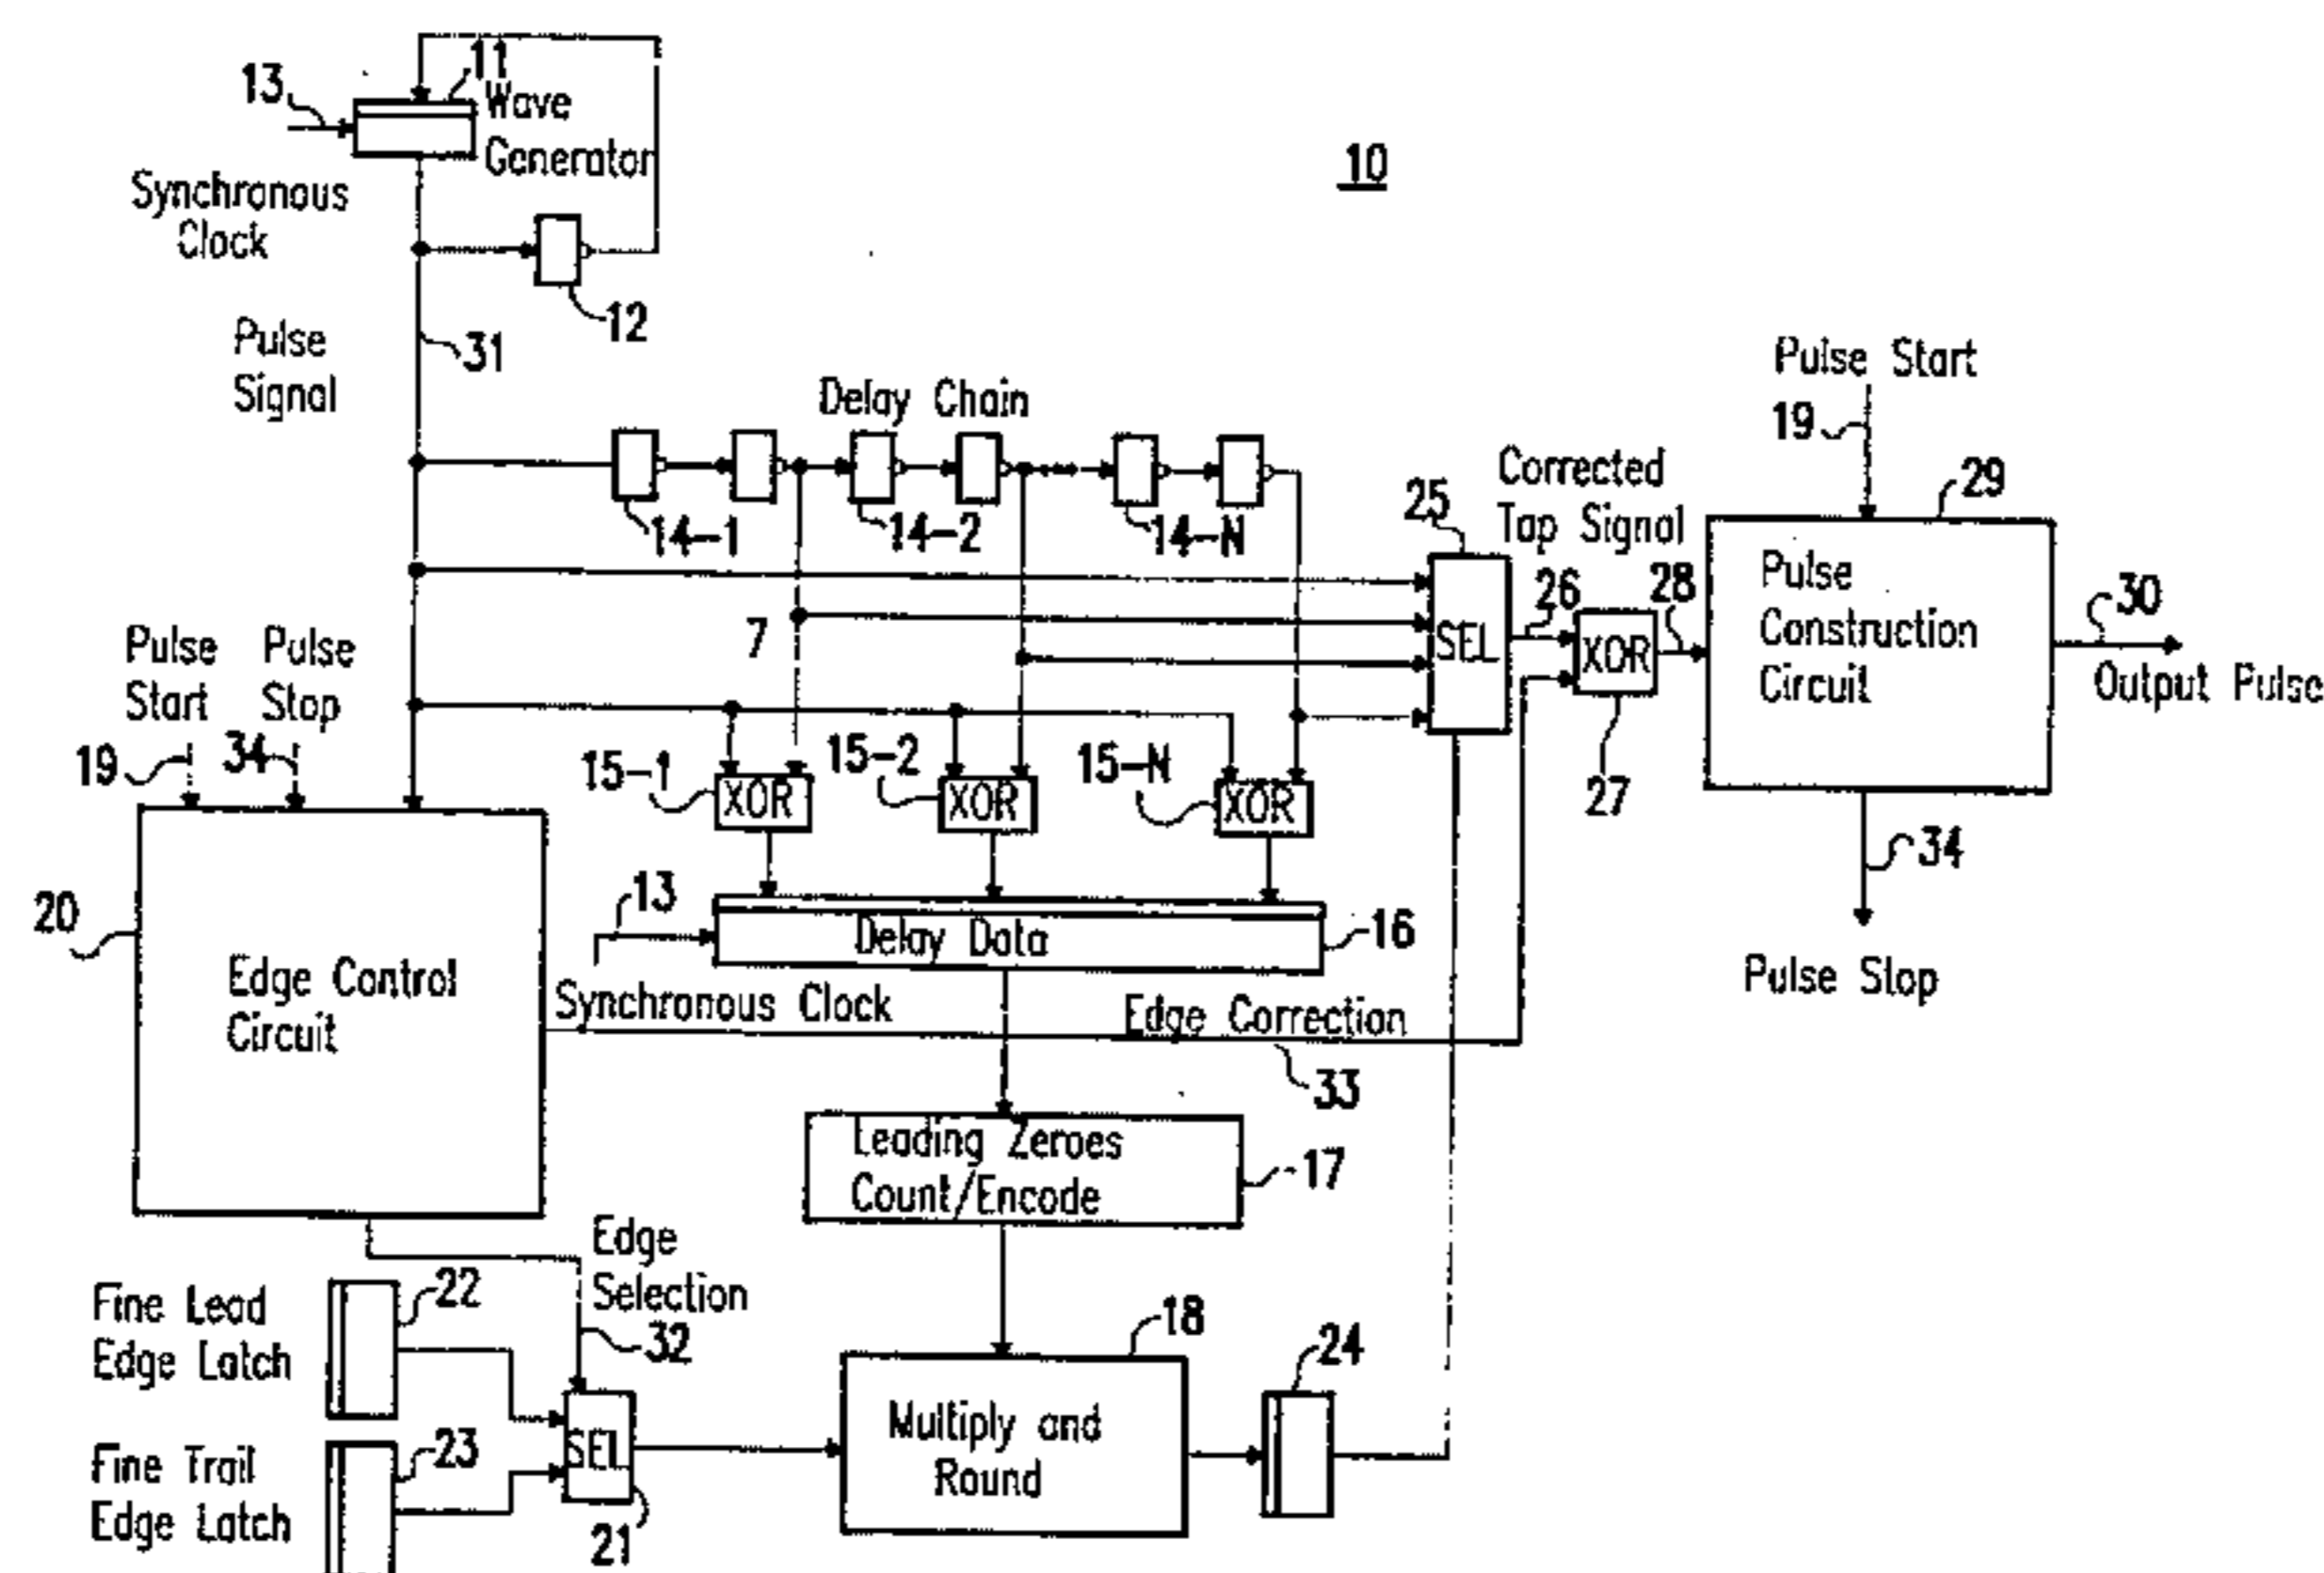 11
13
Wave
Generator
10
Synchronous
Clock
12
Pulse
Signal
31
Pulse Start
19
Delay Chain
29
Corrected
Tap Signal
25
14-1
14-2
14-N
26
28
Pulse
Construction
Circuit
30
Output Pulse
7
SEL
XOR
Pulse
Start
Pulse
Stop
19
34
15-1
15-2
15-N
XOR
XOR
XOR
27
34
13
16
20
Delay Data
Pulse Stop
Edge Control
Circuit
Synchronous Clock
Edge Correction
33
Leading Zeroes
Count/Encode
17
Edge
Selection
Fine Lead
Edge Latch
22
32
18
24
Multiply and
Round
SEL
Fine Trail
Edge Latch
23
21